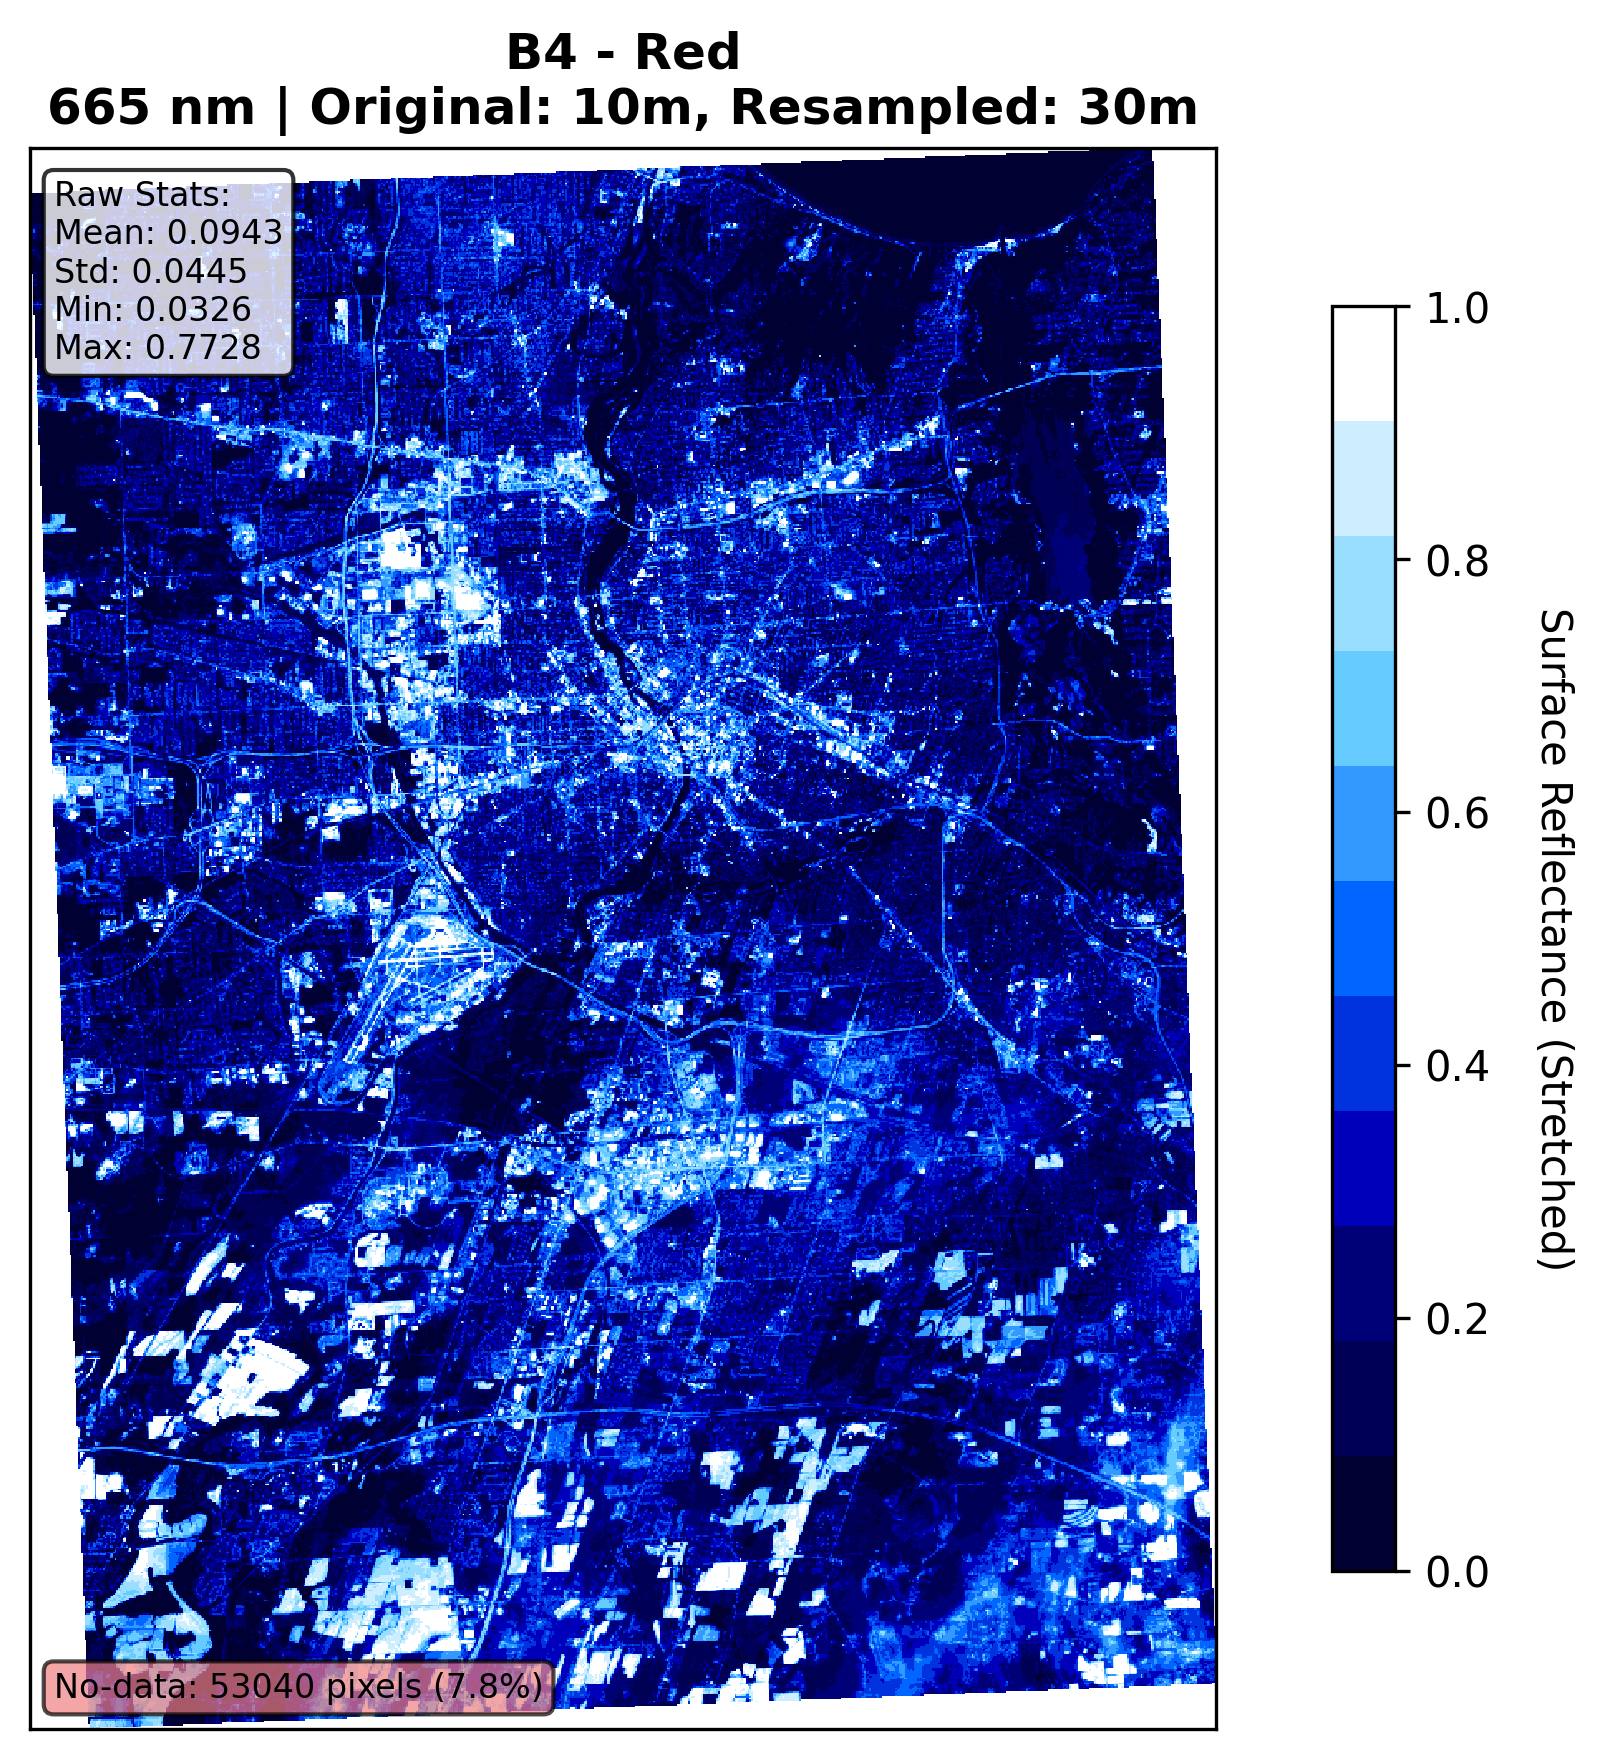 B4 - Red
665 nm | Original: 10m, Resampled: 30m
Raw Stats:
Mean: 0.0943
Std: 0.0445
Min: 0.0326
Max: 0.7728
No-data: 53040 pixels (7.8%)
1.0
0.8
0.6
0.4
0.2
0.0
Surface Reflectance (Stretched)